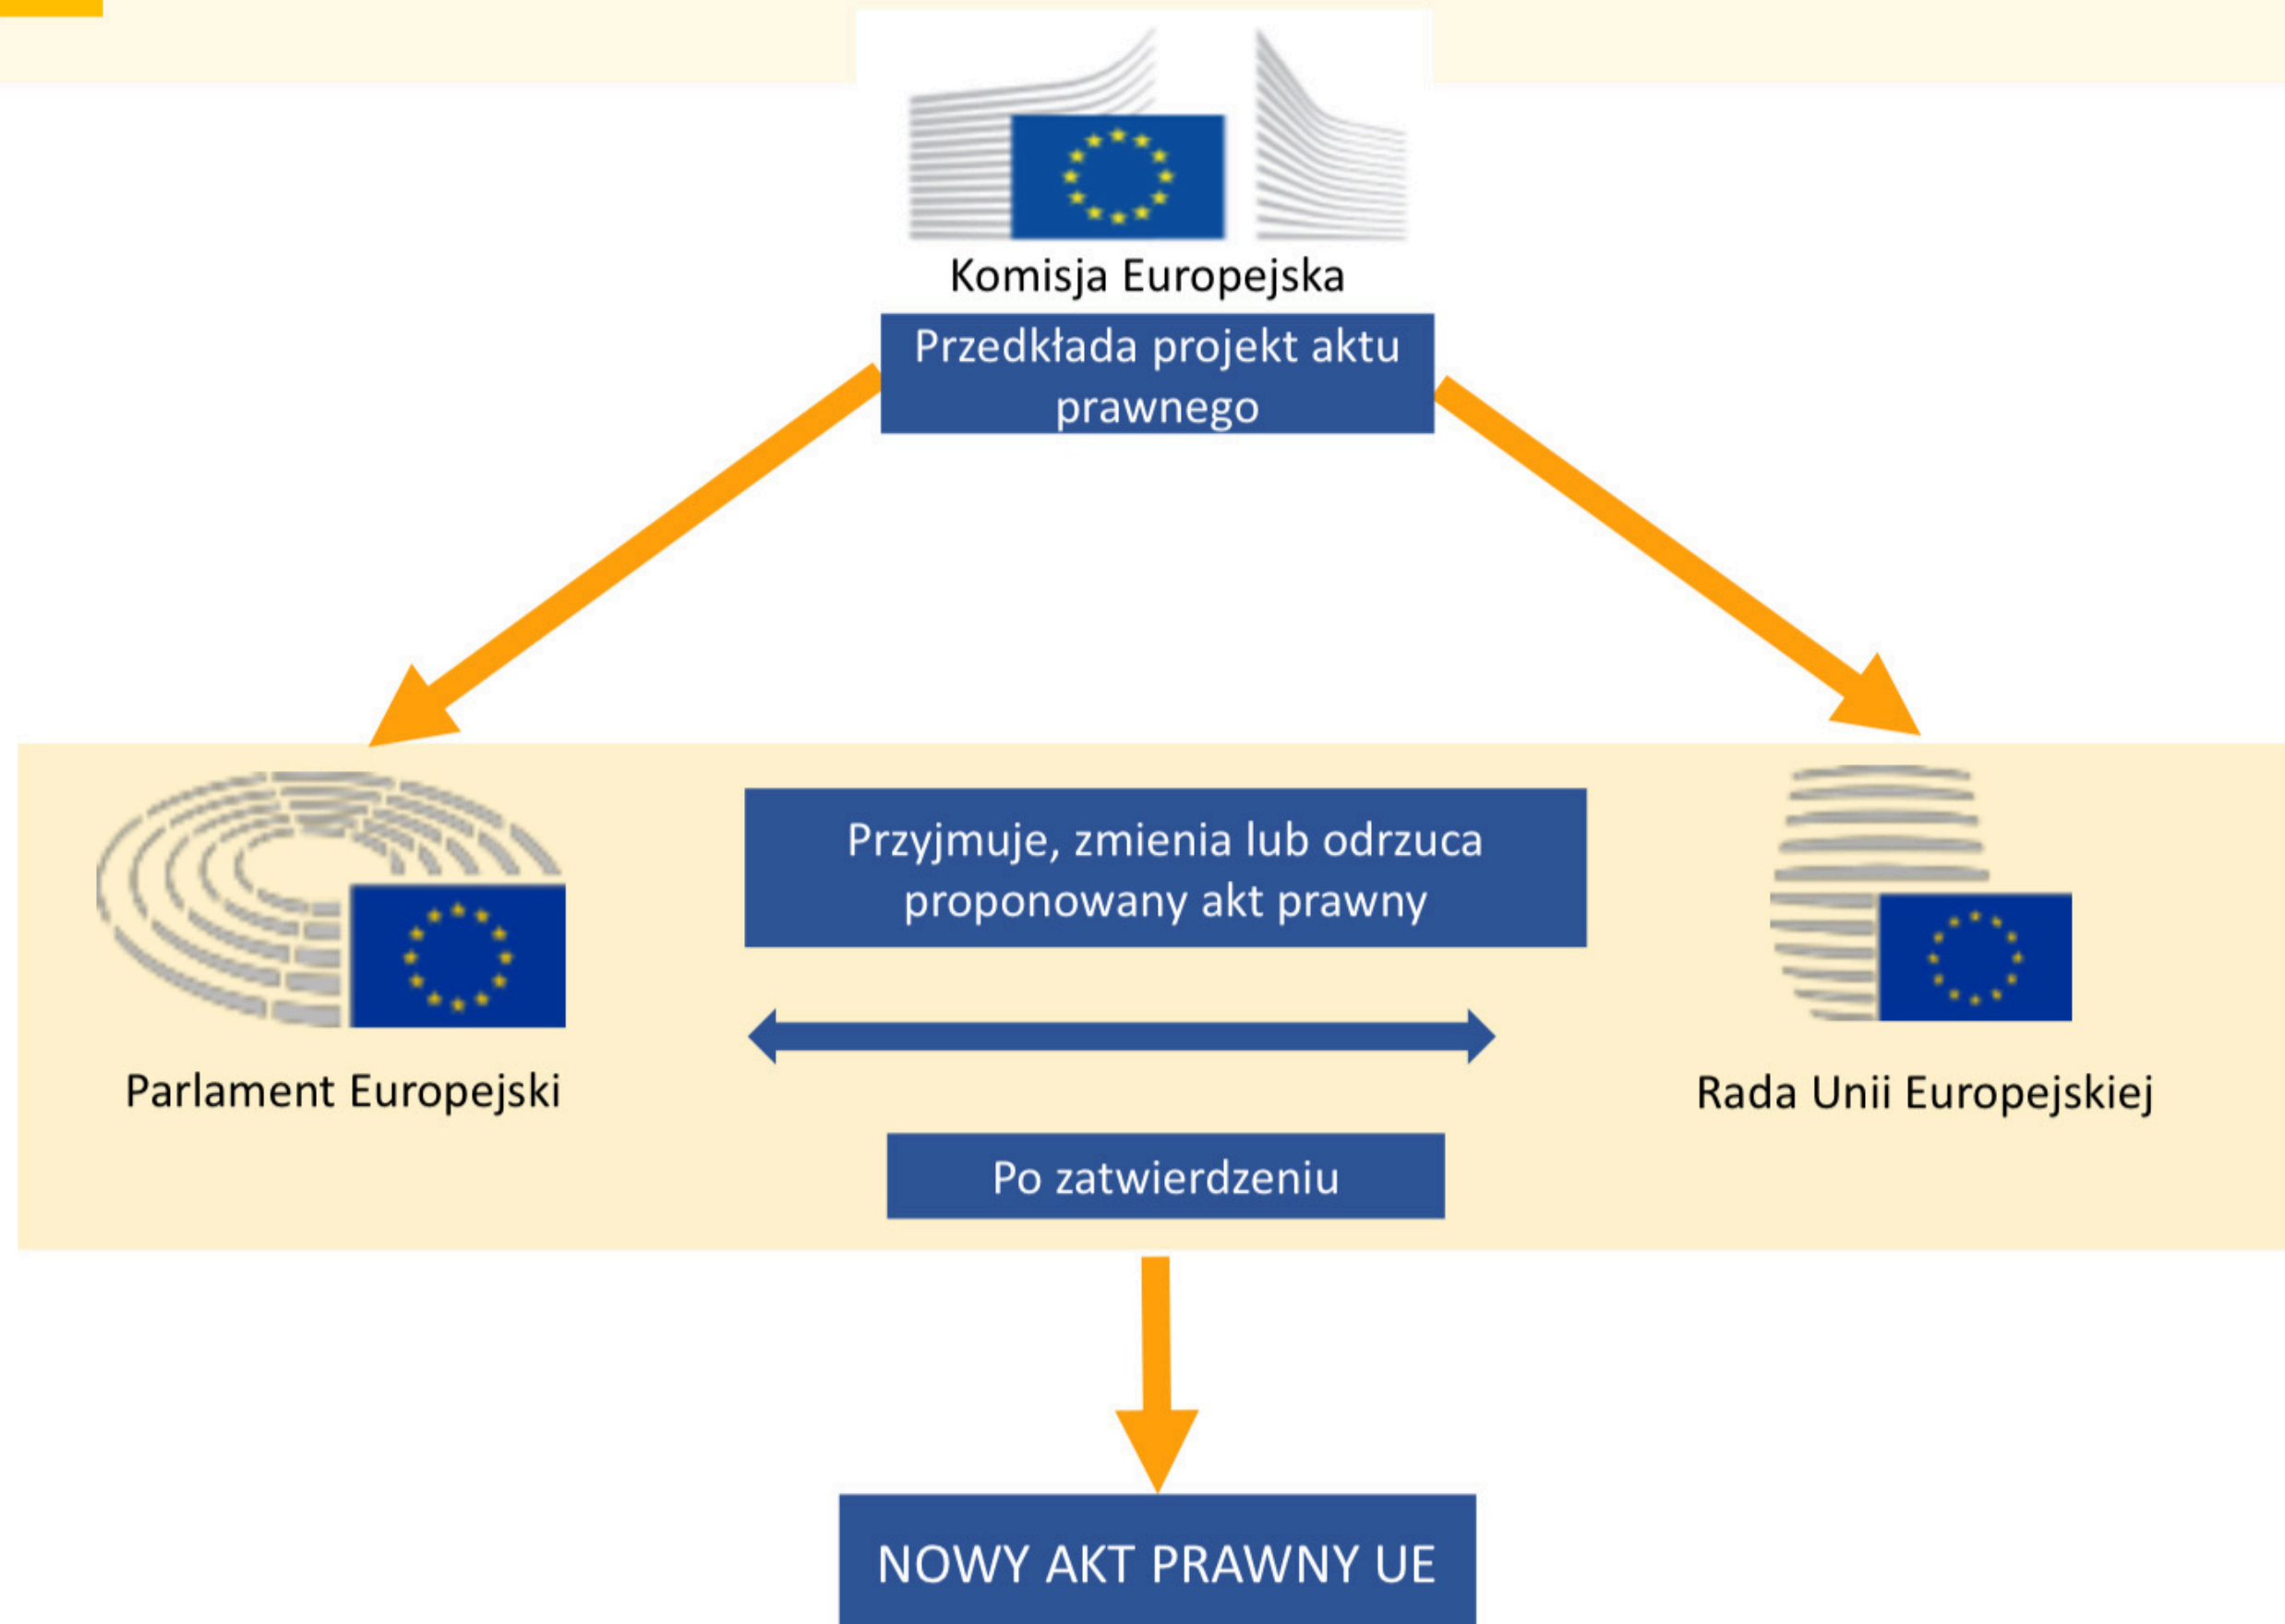 Komisja Europejska
Przedkłada projekt aktu
prawnego
Przyjmuje, zmienia lub odrzuca
proponowany akt prawny
Parlament Europejski
Rada Unii Europejskiej
Po zatwierdzeniu
NOWY AKT PRAWNY UE